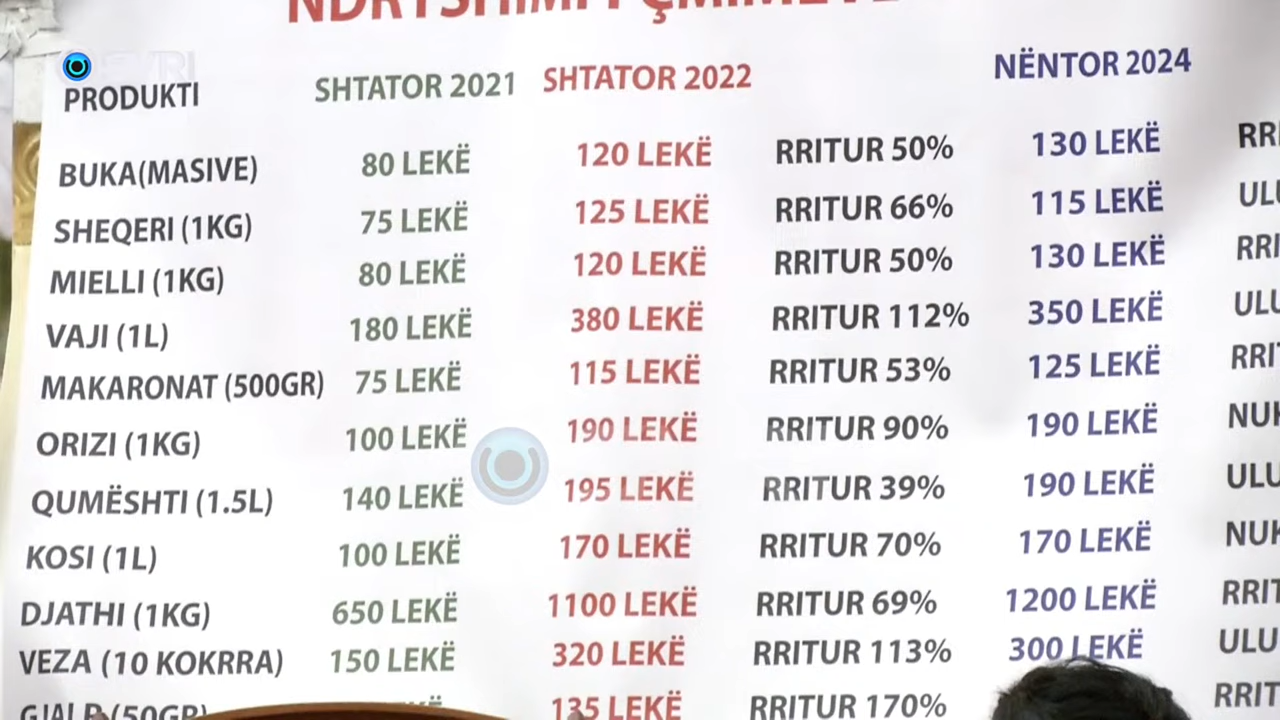 NDRYSHIMI I ÇMIMEVE
PRODUKTI SHTATOR 2021 SHTATOR 2022 NËNTOR 2024
BUKA(MASIVE) 80 LEKË 120 LEKË RRITUR 50% 130 LEKË
SHEQERI (1KG) 75 LEKË 125 LEKË RRITUR 66% 115 LEKË
MIELLI (1KG) 80 LEKË 120 LEKË RRITUR 50% 130 LEKË
VAJI (1L) 180 LEKË 380 LEKË RRITUR 112% 350 LEKË
MAKARONAT (500GR) 75 LEKË 115 LEKË RRITUR 53% 125 LEKË
ORIZI (1KG) 100 LEKË 190 LEKË RRITUR 90% 190 LEKË
QUMËSHTI (1.5L) 140 LEKË 195 LEKË RRITUR 39% 190 LEKË
KOSI (1L) 100 LEKË 170 LEKË RRITUR 70% 170 LEKË
DJATHI (1KG) 650 LEKË 1100 LEKË RRITUR 69% 1200 LEKË
VEZA (10 KOKRRA) 150 LEKË 320 LEKË RRITUR 113% 300 LEKË
135 LEKË RRITUR 170%